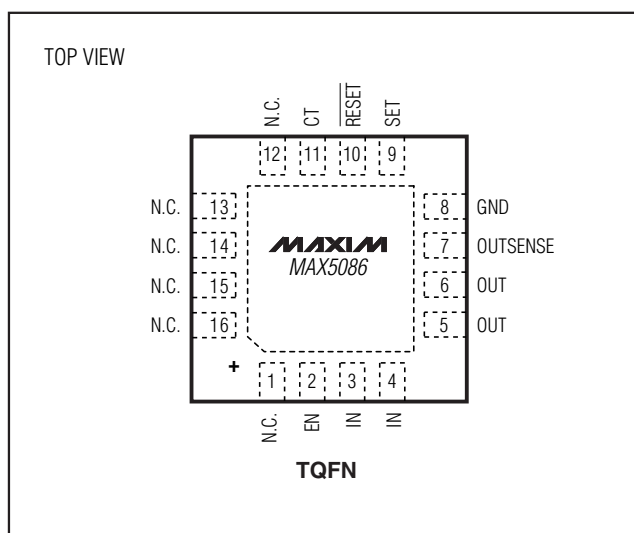 TOP VIEW
N.C.
CT
RESET
SET
12
11
10
9
N.C. 13
N.C. 14
N.C. 15
N.C. 16
MAXIM
MAX5086
8 GND
7 OUTSENSE
6 OUT
5 OUT
+
1
2
3
4
N.C.
EN
IN
IN
TQFN